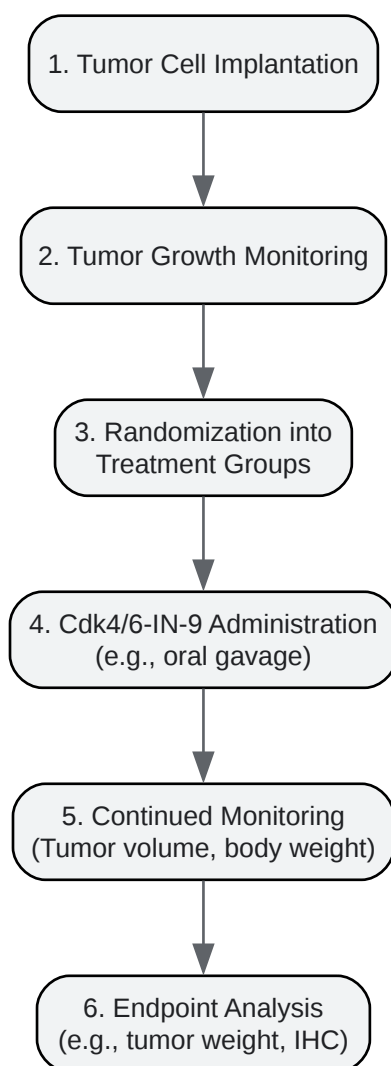 1. Tumor Cell Implantation
2. Tumor Growth Monitoring
3. Randomization into
Treatment Groups
4. Cdk4/6-IN-9 Administration
(e.g., oral gavage)
5. Continued Monitoring
(Tumor volume, body weight)
6. Endpoint Analysis
(e.g., tumor weight, IHC)